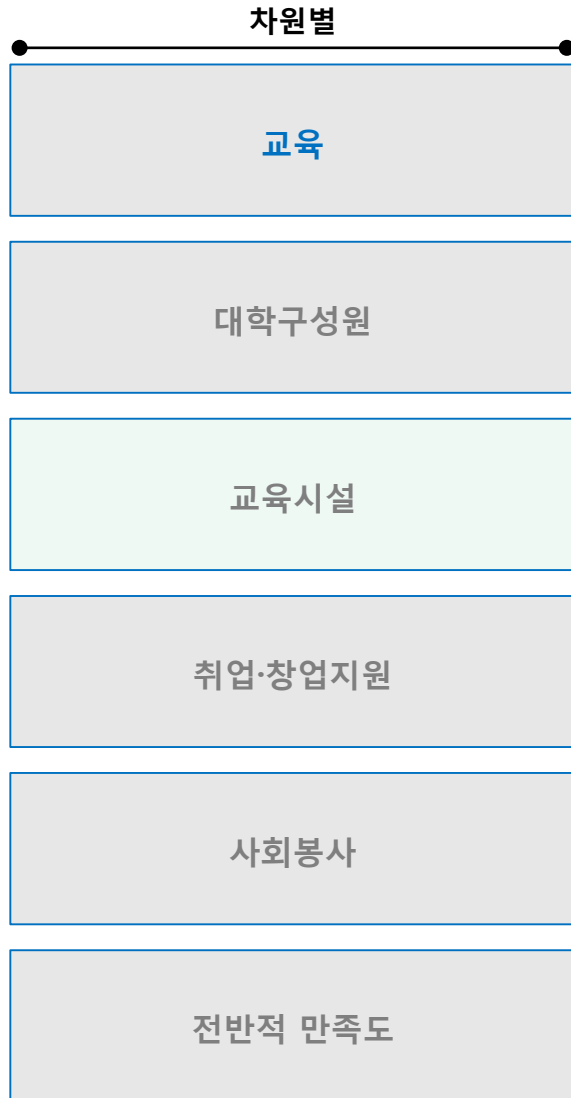 차원별
교육
대학구성원
교육시설
취업·창업지원
사회봉사
전반적 만족도